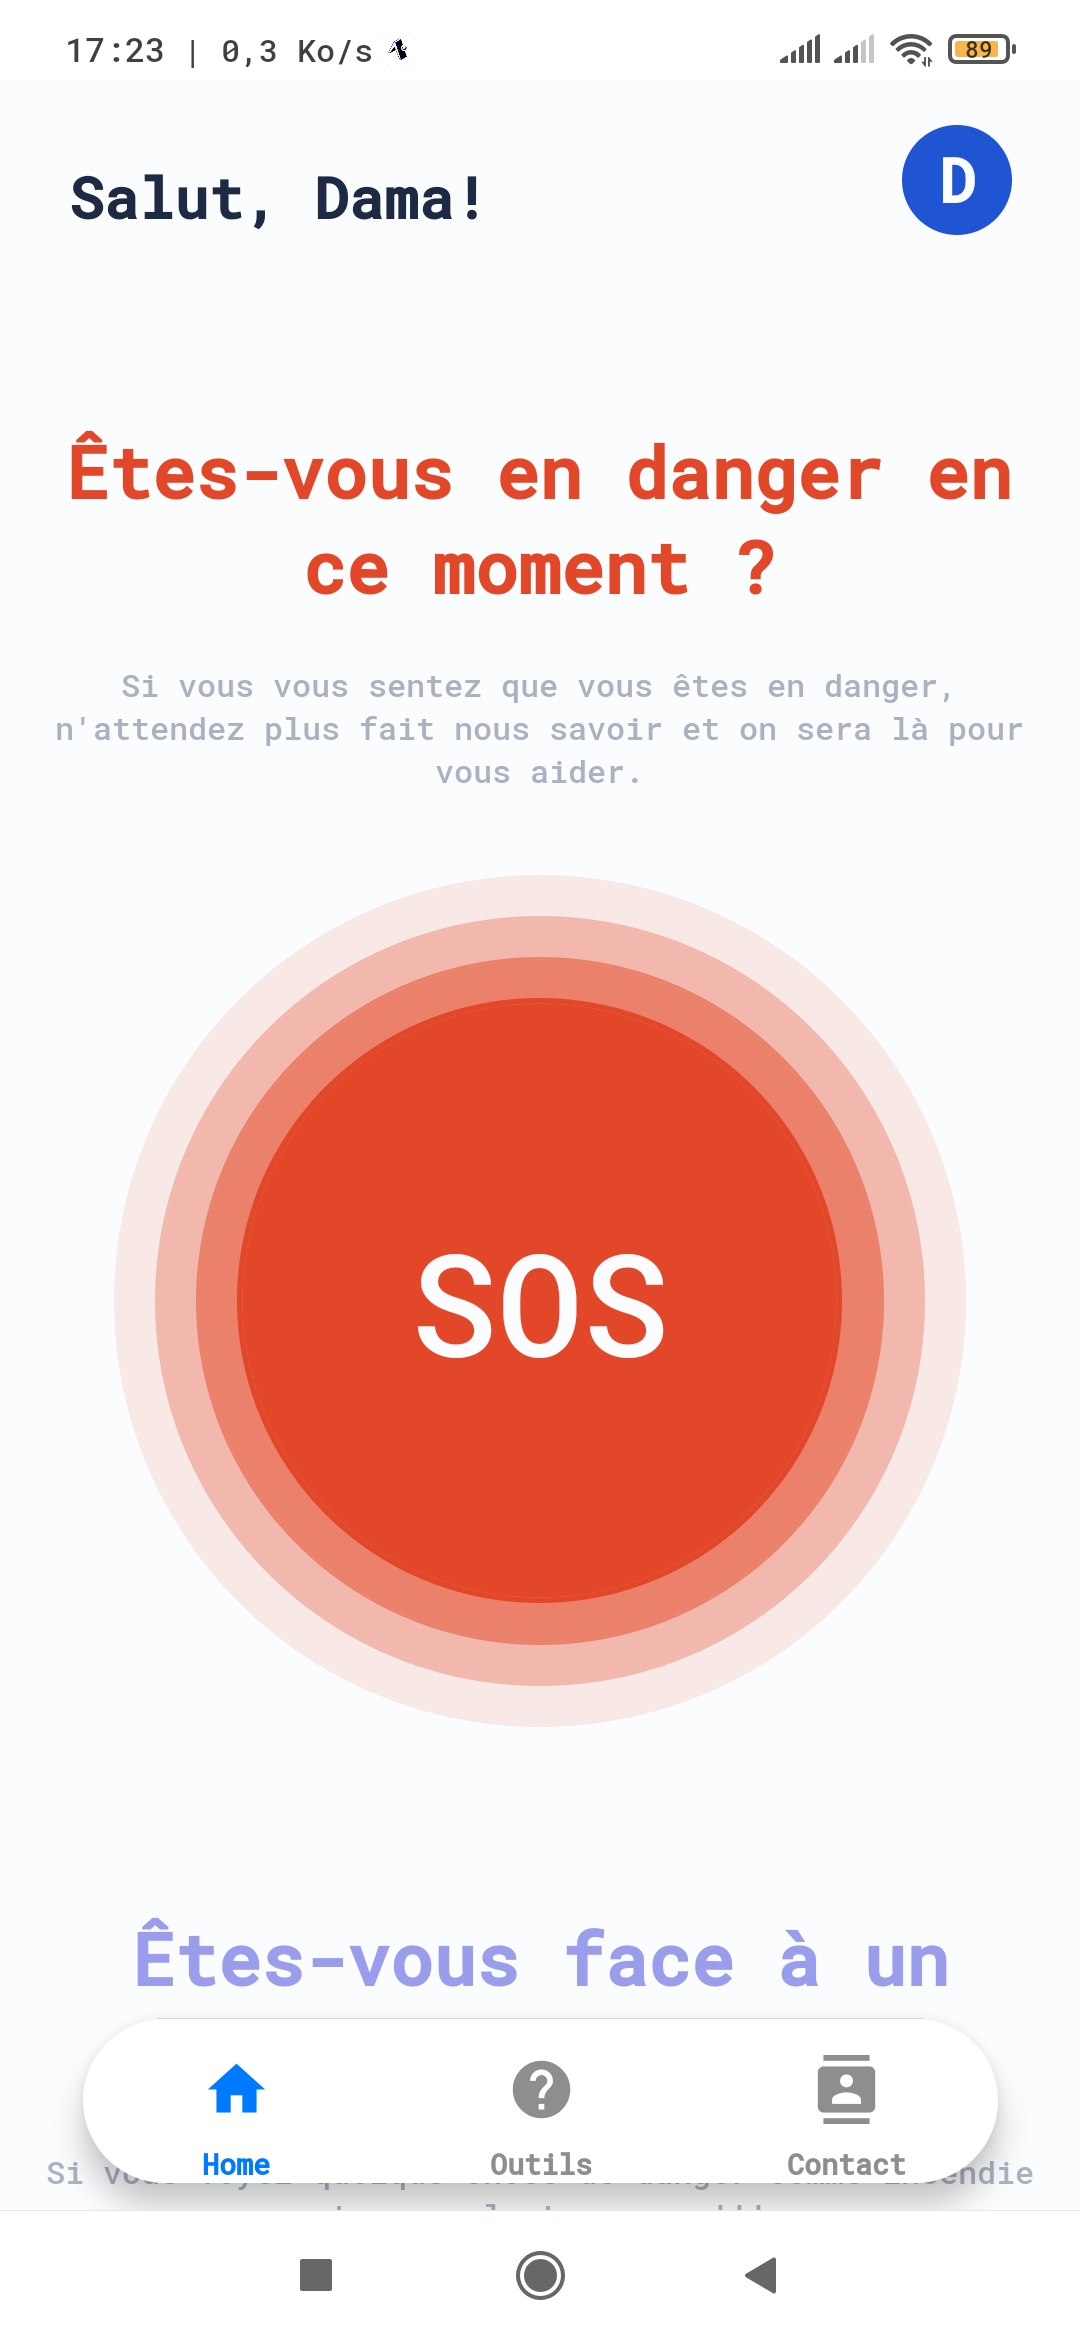 17:23 | 0,3 Ko/s
89
Salut, Dama!
D
Êtes-vous en danger en
ce moment ?
Si vous vous sentez que vous êtes en danger,
n'attendez plus fait nous savoir et on sera là pour
vous aider.
SOS
Êtes-vous face à un
Home
Outils
Contact
Si